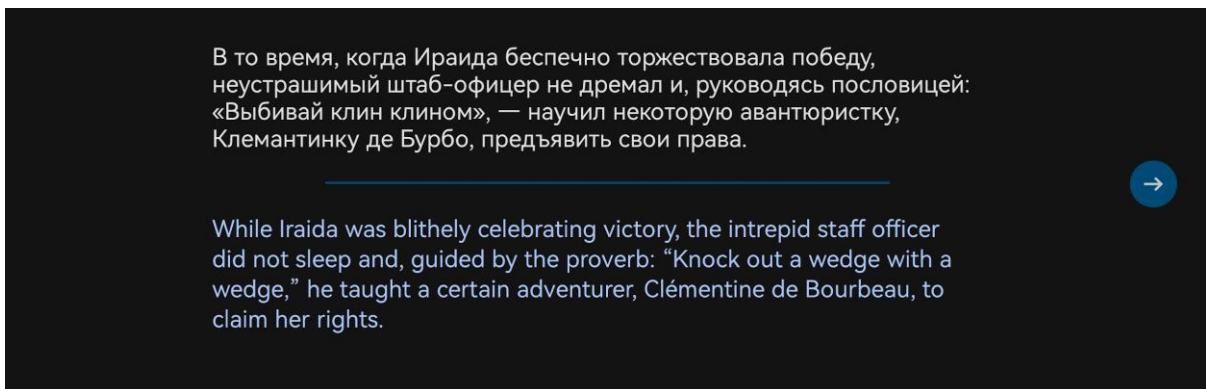 В то время, когда Ираида беспечно торжествовала победу,
неустрашимый штаб-офицер не дремал и, руководясь пословицей:
«Выбивай клин клином», — научил некоторую авантюристку,
Клемантинку де Бурбо, предъявить свои права.
While Iraida was blithely celebrating victory, the intrepid staff officer
did not sleep and, guided by the proverb: “Knock out a wedge with a
wedge,” he taught a certain adventurer, Clémentine de Bourbeau, to
claim her rights.